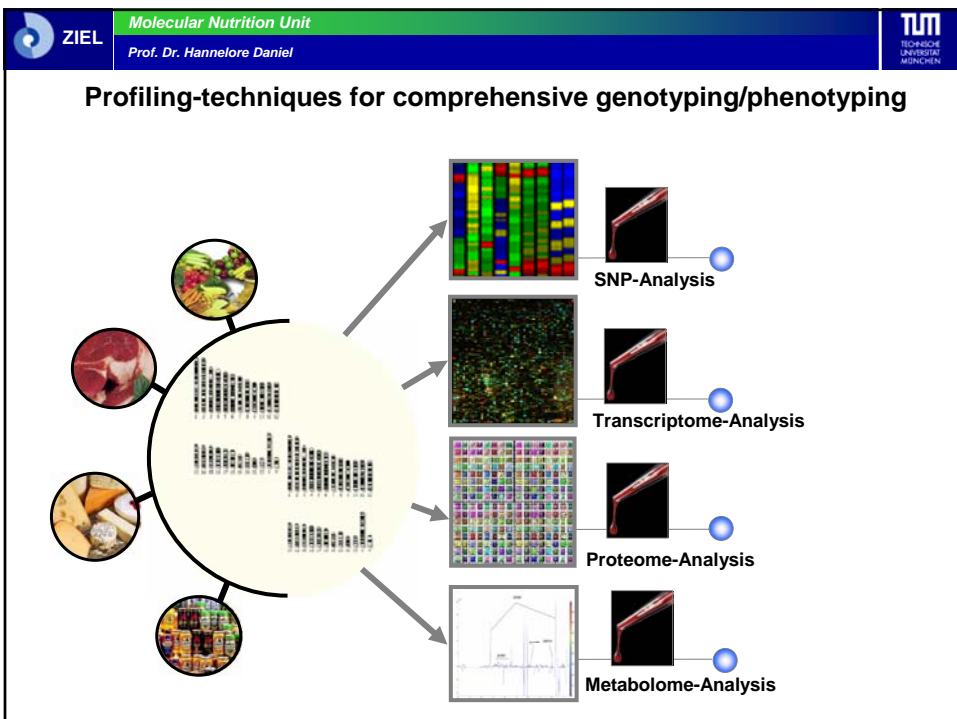 ZIEL
Molecular Nutrition Unit
Prof. Dr. Hannelore Daniel
TUM
TECHNISCHE
UNIVERSITÄT
MÜNCHEN
Profiling-techniques for comprehensive genotyping/phenotyping
SNP-Analysis
Transcriptome-Analysis
Proteome-Analysis
Metabolome-Analysis